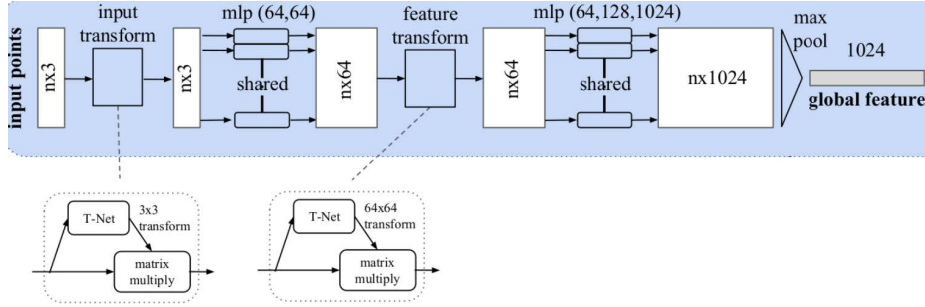 input points
nx3
input
transform
nx3
mlp (64,64)
shared
nx64
feature
transform
nx64
mlp (64,128,1024)
shared
nx1024
max
pool
1024
global feature
T-Net
3x3
transform
matrix
multiply
T-Net
64x64
transform
matrix
multiply